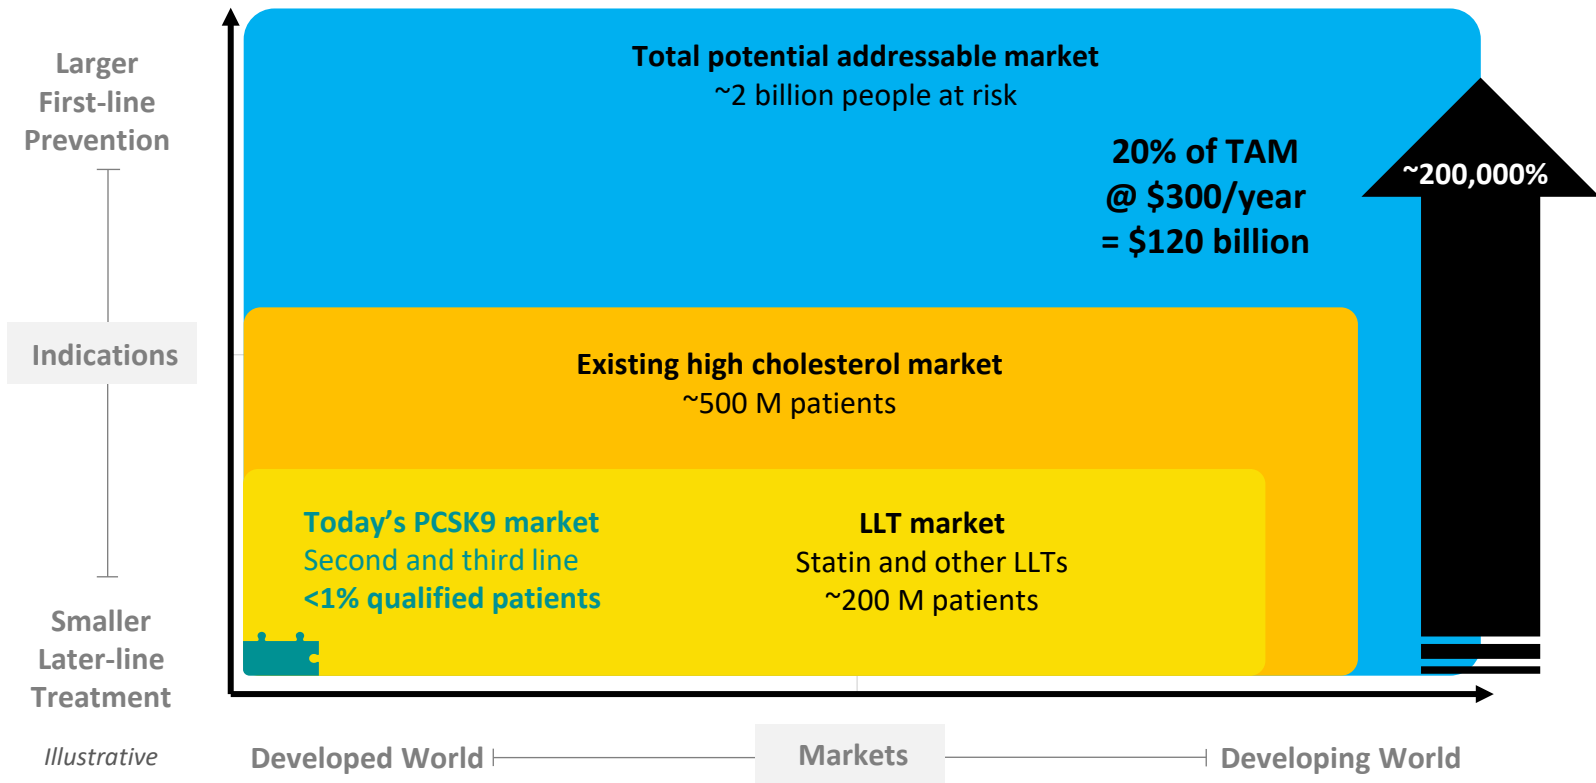 Larger
First-line
Prevention
Indications
Smaller
Later-line
Treatment
Illustrative
Total potential addressable market
~2 billion people at risk
20% of TAM
@ $300/year
= $120 billion
~200,000%
Existing high cholesterol market
~500 M patients
Today’s PCSK9 market
Second and third line
<1% qualified patients
LLT market
Statin and other LLTs
~200 M patients
Developed World
Markets
Developing World